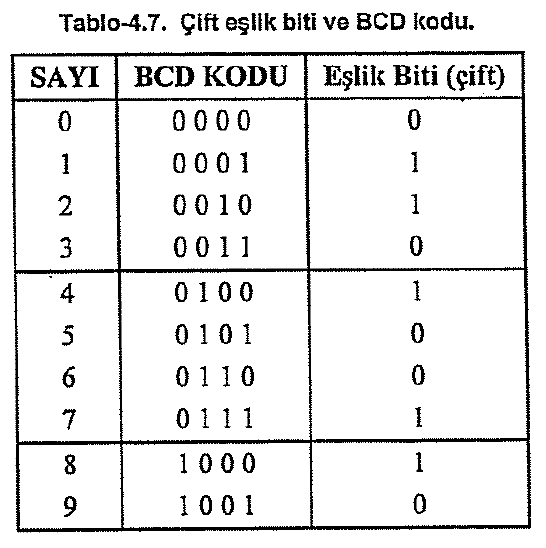 Tablo-4.7. Çift eşlik biti ve BCD kodu.
SAYI BCD KODU Eşlik Biti (çift)
0 0 0 0 0 0
1 0 0 0 1 1
2 0 0 1 0 1
3 0 0 1 1 0
4 0 1 0 0 1
5 0 1 0 1 0
6 0 1 1 0 0
7 0 1 1 1 1
8 1 0 0 0 1
9 1 0 0 1 0